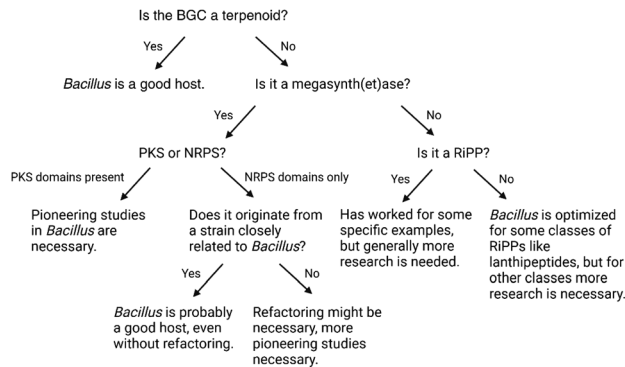 Is the BGC a terpenoid?
Yes
No
Bacillus is a good host.
Is it a megasynth(et)ase?
Yes
No
PKS or NRPS?
Is it a RiPP?
PKS domains present
NRPS domains only
Yes
No
Pioneering studies
in Bacillus are
necessary.
Does it originate from
a strain closely
related to Bacillus?
Has worked for some
specific examples,
but generally more
research is needed.
Bacillus is optimized
for some classes of
RiPPs like
lanthipeptides, but for
other classes more
research is necessary.
Yes
No
Bacillus is probably
a good host, even
without refactoring.
Refactoring might be
necessary, more
pioneering studies
necessary.